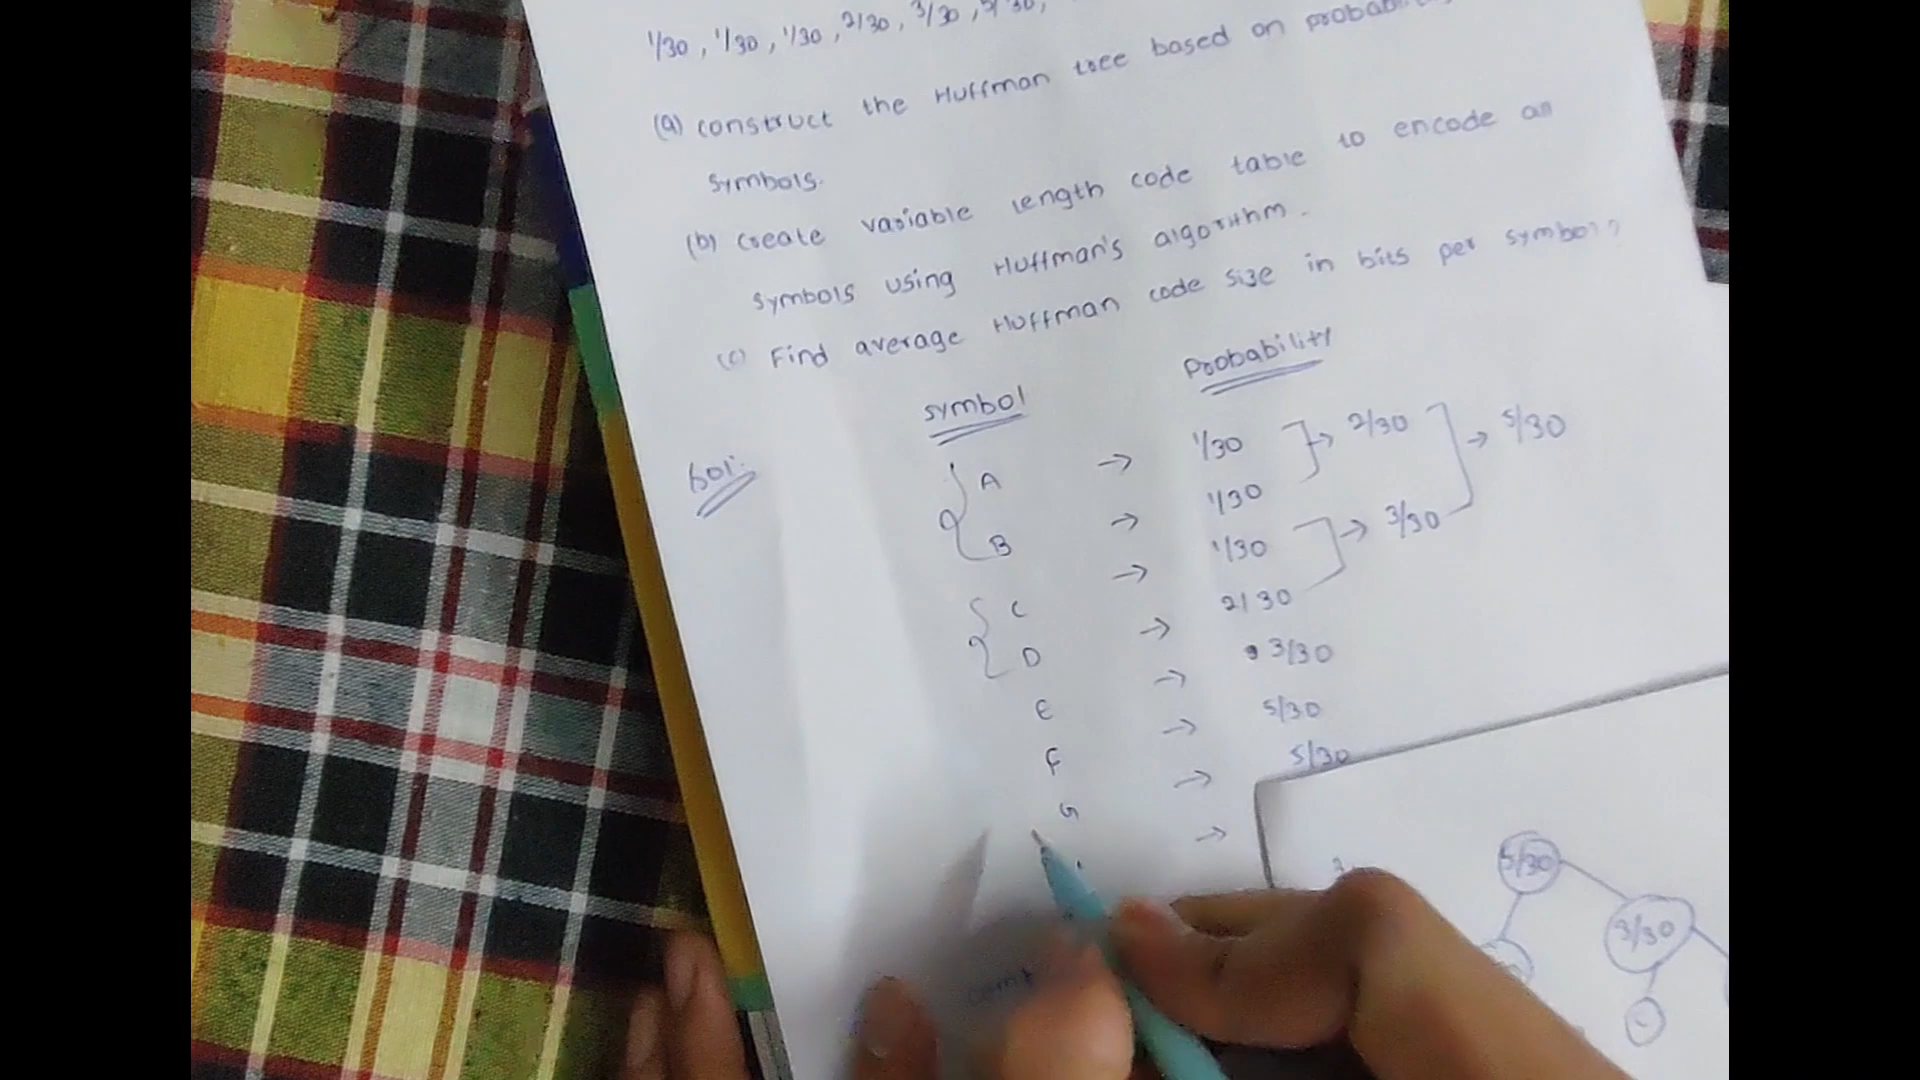 1/30, 1/30, 1/30, 2/30, 3/30, 5/30,
(a) construct the Huffman tree based on
symbols.
(b) create variable length code table to encode all
symbols using Huffman's algorithm.
(c) Find average Huffman code size in bits per symbol?
symbol Probability
Sol:
A → 1/30 → 2/30 → 5/30
B → 1/30
C → 1/30 → 3/30
D → 2/30
E → 3/30
F → 5/30
G → 5/30
→
5/30
3/30